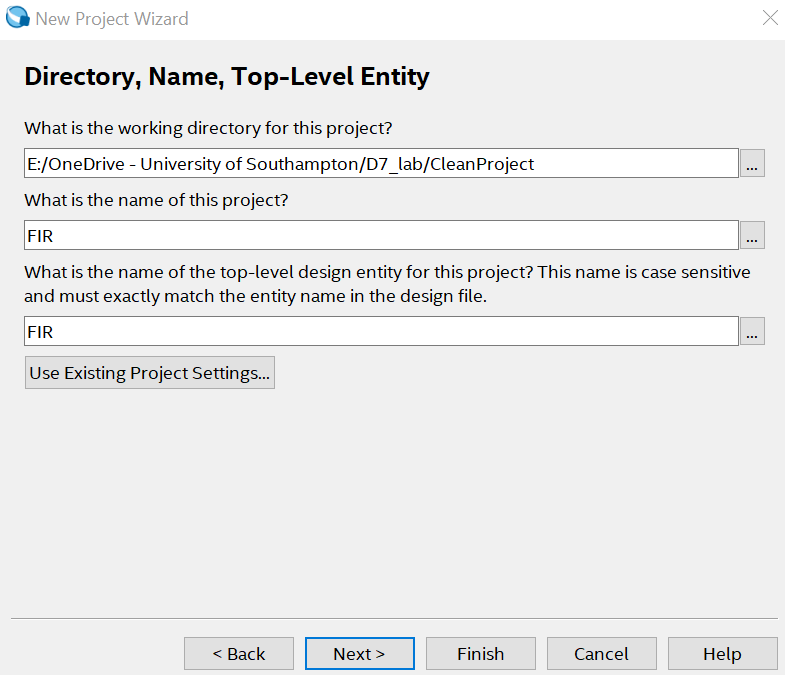 New Project Wizard
Directory, Name, Top-Level Entity
What is the working directory for this project?
E:/OneDrive - University of Southampton/D7_lab/CleanProject
...
What is the name of this project?
FIR
...
What is the name of the top-level design entity for this project? This name is case sensitive
and must exactly match the entity name in the design file.
FIR
...
Use Existing Project Settings...
< Back
Next >
Finish
Cancel
Help